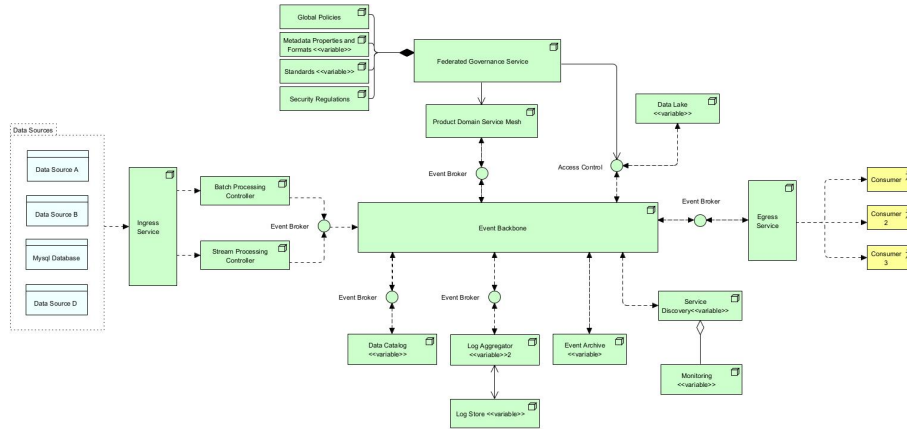 Global Policies
Metadata Properties and
Formats <<variable>>
Standards <<variable>>
Security Regulations
Federated Governance Service
Product Domain Service Mesh
Data Lake
<<variable>>
Access Control
Event Broker
Data Sources
Data Source A
Data Source B
Mysql Database
Data Source D
Ingress
Service
Batch Processing
Controller
Stream Processing
Controller
Event Broker
Event Backbone
Event Broker
Egress
Service
Consumer
Consumer
2
Consumer
3
Event Broker
Event Broker
Data Catalog
<<variable>>
Log Aggregator
<<variable>>2
Event Archive
<<variable>
Service
Discovery<<variable>>
Monitoring
<<variable>>
Log Store <<variable>>